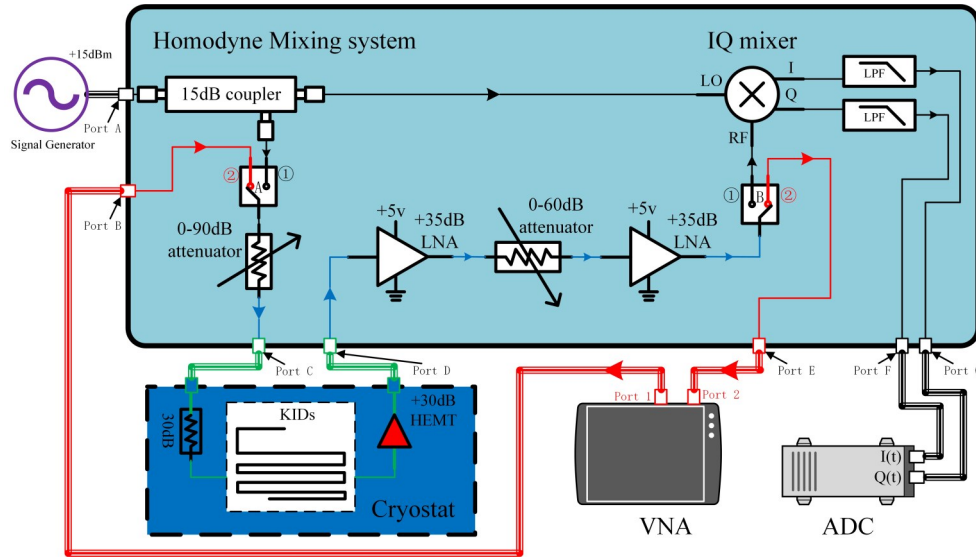 Homodyne Mixing system
IQ mixer
+15dBm
Signal Generator
Port A
15dB coupler
LO
I
Q
RF
LPF
LPF
②
A
①
Port B
0-90dB
attenuator
+5v
+35dB
LNA
0-60dB
attenuator
+5v
+35dB
LNA
①
B
②
Port C
Port D
Port E
Port F
30dB
KIDs
+30dB
HEMT
Cryostat
Port 1
Port 2
VNA
I(t)
Q(t)
ADC